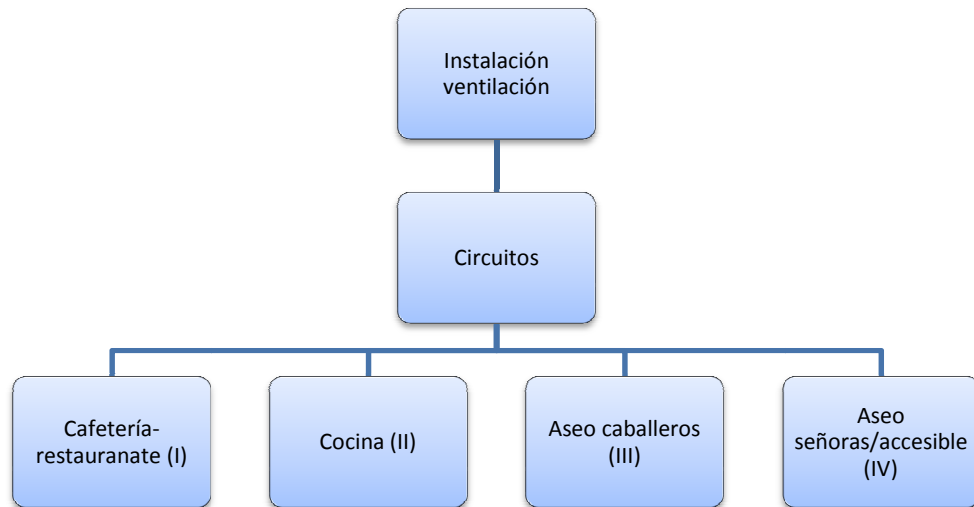 Instalación
ventilación
Circuitos
Cafetería-
restauranate (I)
Cocina (II)
Aseo caballeros
(III)
Aseo
señoras/accesible
(IV)